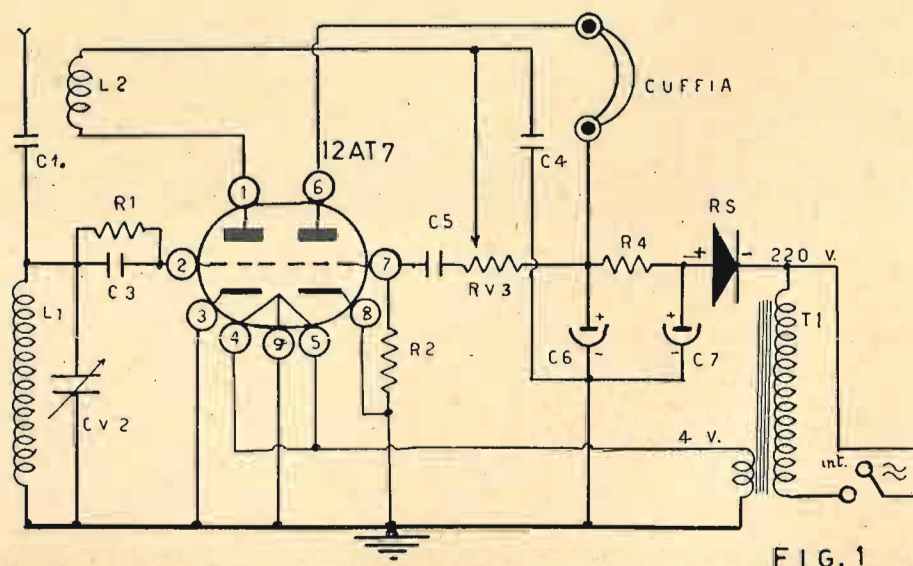 L2
CUFFIA
C1.
12AT7
C4
R1
1
6
C5
RS
R4
+
-
220 V.
2
7
C3
RV3
L1
T1
3
8
4
9
5
R2
+
+
C6
-
-
C7
CV2
4 V.
int.
≈
FIG.1